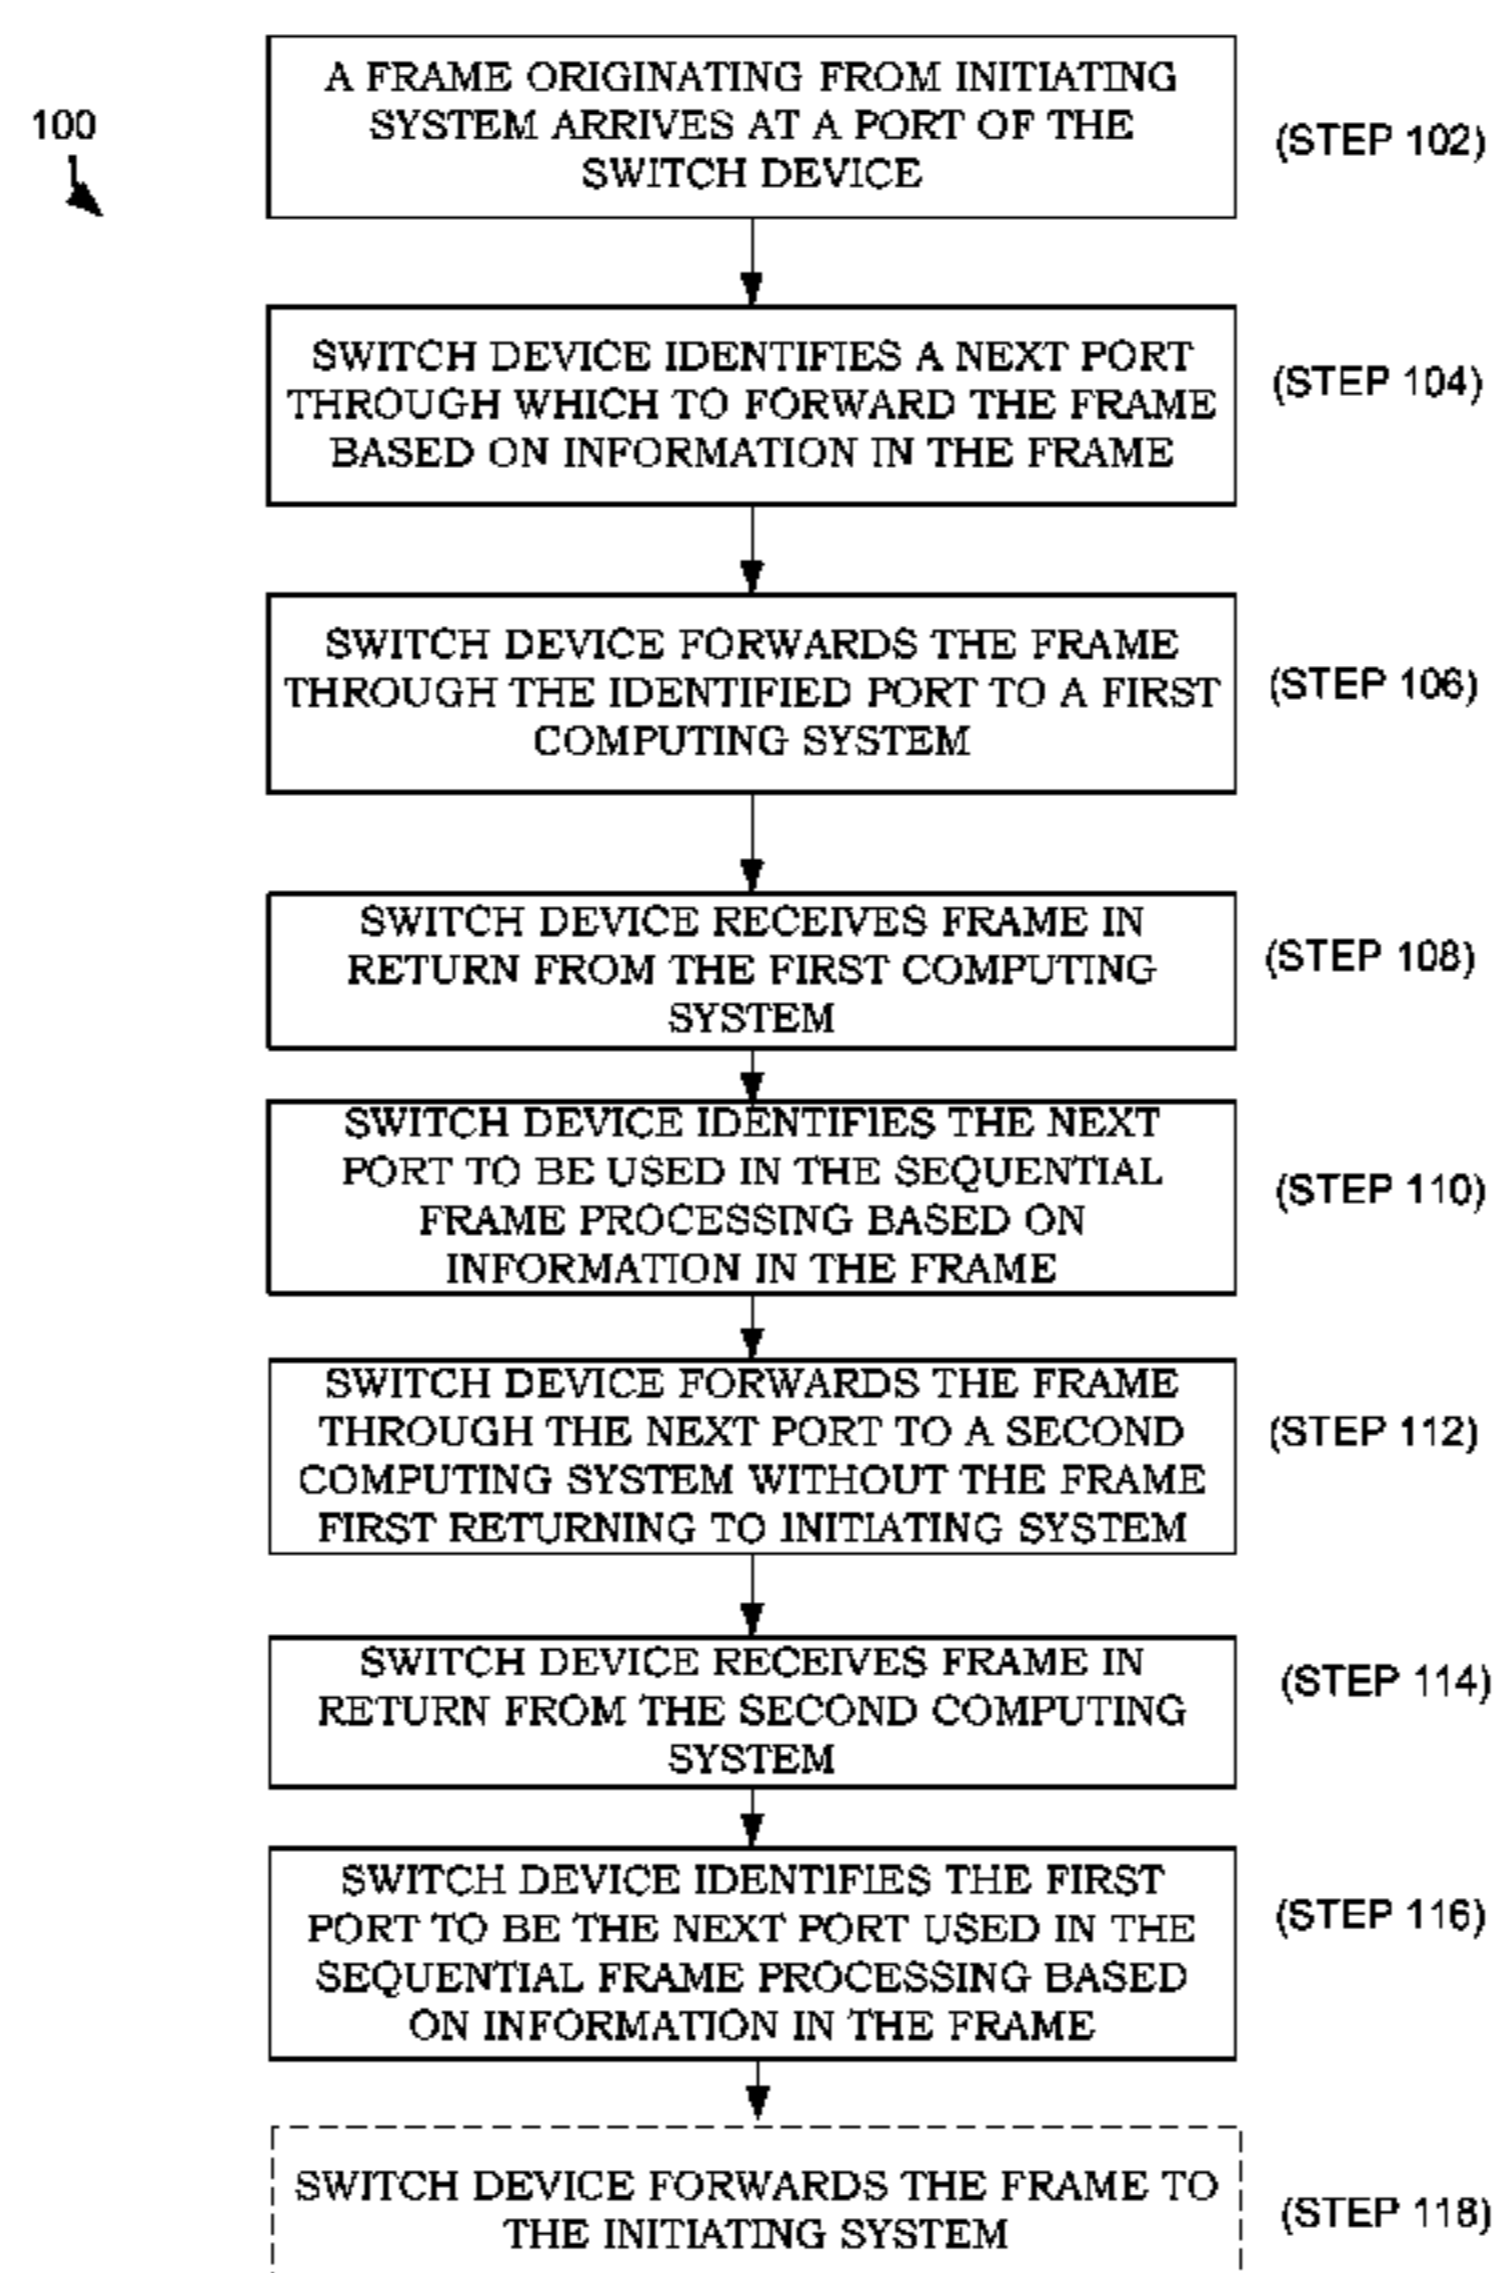 100
A FRAME ORIGINATING FROM INITIATING
SYSTEM ARRIVES AT A PORT OF THE
SWITCH DEVICE
(STEP 102)
SWITCH DEVICE IDENTIFIES A NEXT PORT
THROUGH WHICH TO FORWARD THE FRAME
BASED ON INFORMATION IN THE FRAME
(STEP 104)
SWITCH DEVICE FORWARDS THE FRAME
THROUGH THE IDENTIFIED PORT TO A FIRST
COMPUTING SYSTEM
(STEP 106)
SWITCH DEVICE RECEIVES FRAME IN
RETURN FROM THE FIRST COMPUTING
SYSTEM
(STEP 108)
SWITCH DEVICE IDENTIFIES THE NEXT
PORT TO BE USED IN THE SEQUENTIAL
FRAME PROCESSING BASED ON
INFORMATION IN THE FRAME
(STEP 110)
SWITCH DEVICE FORWARDS THE FRAME
THROUGH THE NEXT PORT TO A SECOND
COMPUTING SYSTEM WITHOUT THE FRAME
FIRST RETURNING TO INITIATING SYSTEM
(STEP 112)
SWITCH DEVICE RECEIVES FRAME IN
RETURN FROM THE SECOND COMPUTING
SYSTEM
(STEP 114)
SWITCH DEVICE IDENTIFIES THE FIRST
PORT TO BE THE NEXT PORT USED IN THE
SEQUENTIAL FRAME PROCESSING BASED
ON INFORMATION IN THE FRAME
(STEP 116)
SWITCH DEVICE FORWARDS THE FRAME TO
THE INITIATING SYSTEM
(STEP 118)